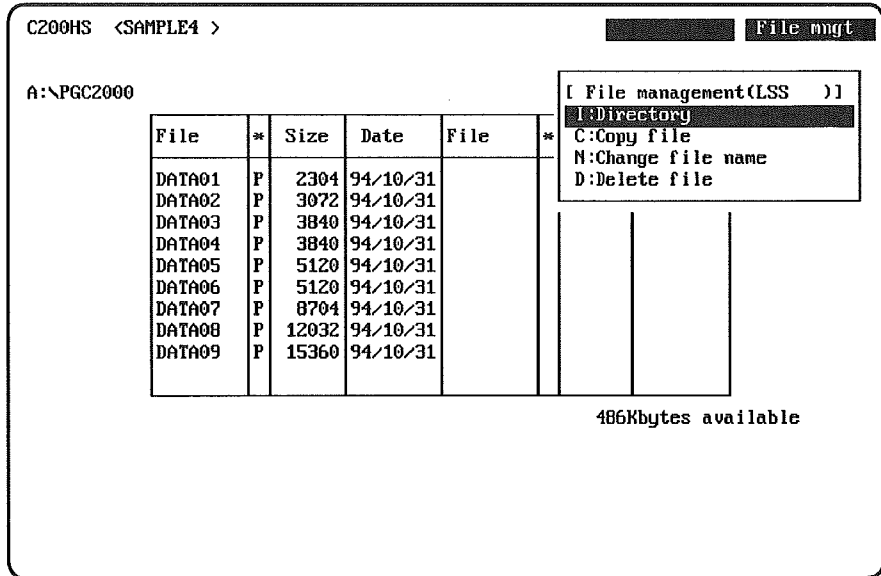 C200HS <SAMPLE4 > File mngt
A:\PGC2000
[ File management(LSS )]
I:Directory
C:Copy file
N:Change file name
D:Delete file
File * Size Date File *
DATA01 P 2304 94/10/31
DATA02 P 3072 94/10/31
DATA03 P 3840 94/10/31
DATA04 P 3840 94/10/31
DATA05 P 5120 94/10/31
DATA06 P 5120 94/10/31
DATA07 P 8704 94/10/31
DATA08 P 12032 94/10/31
DATA09 P 15360 94/10/31
486Kbytes available